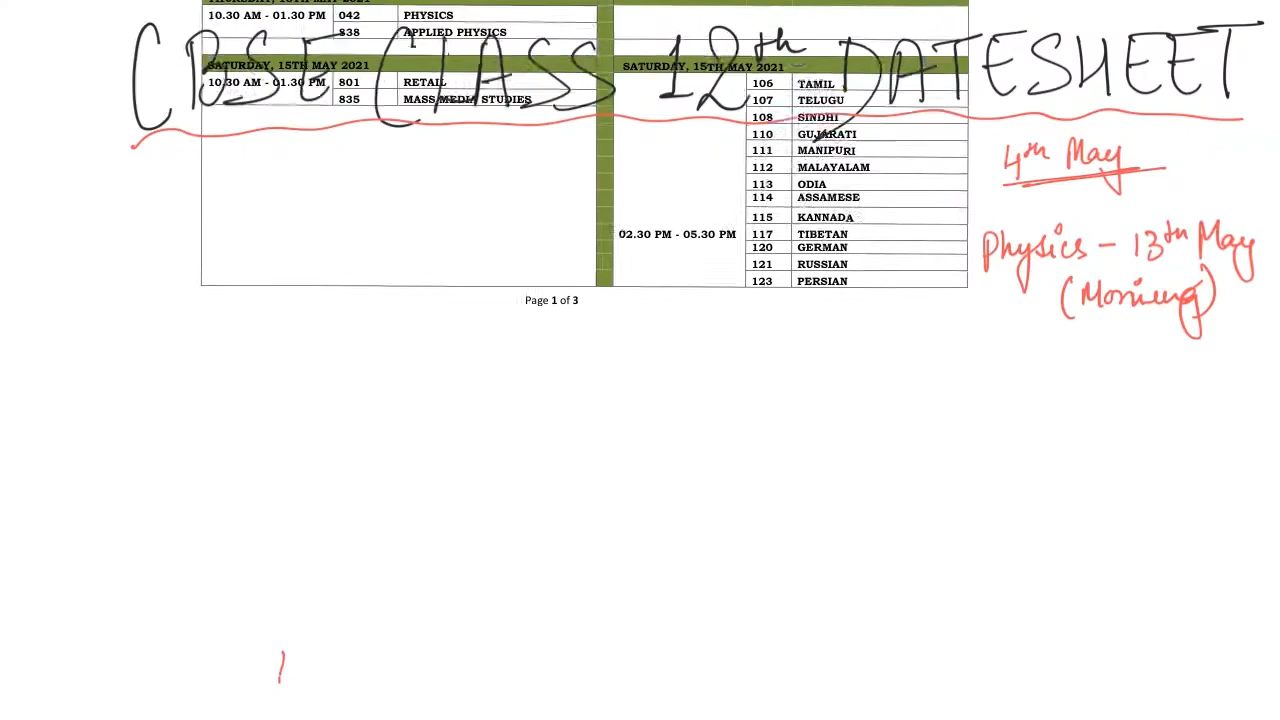 THURSDAY, 13TH MAY 2021
10.30 AM - 01.30 PM 042 PHYSICS
838 APPLIED PHYSICS
CBSE CLASS 12th DATESHEET
SATURDAY, 15TH MAY 2021
10.30 AM - 01.30 PM 801 RETAIL
835 MASS MEDIA STUDIES
SATURDAY, 15TH MAY 2021
106 TAMIL
107 TELUGU
108 SINDHI
110 GUJARATI
111 MANIPURI
112 MALAYALAM
113 ODIA
114 ASSAMESE
115 KANNADA
02.30 PM - 05.30 PM 117 TIBETAN
120 GERMAN
121 RUSSIAN
123 PERSIAN
4th May
Physics - 13th May
(Morning)
Page 1 of 3